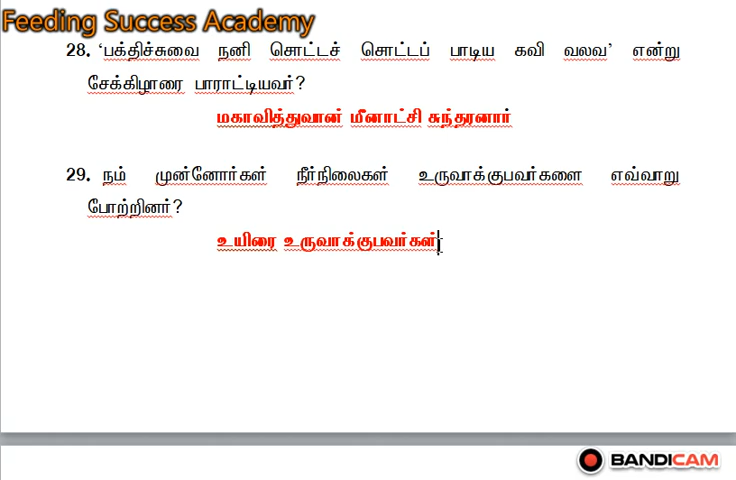 Feeding Success Academy
28. ‘பக்திச்சுவை நனி சொட்டச் சொட்டப் பாடிய கவி வலவ’ என்று
சேக்கிழாரை பாராட்டியவர்?
மகாவித்துவான் மீனாட்சி சுந்தரனார்
29. நம் முன்னோர்கள் நீர்நிலைகள் உருவாக்குபவர்களை எவ்வாறு
போற்றினர்?
உயிரை உருவாக்குபவர்கள்
BANDICAM